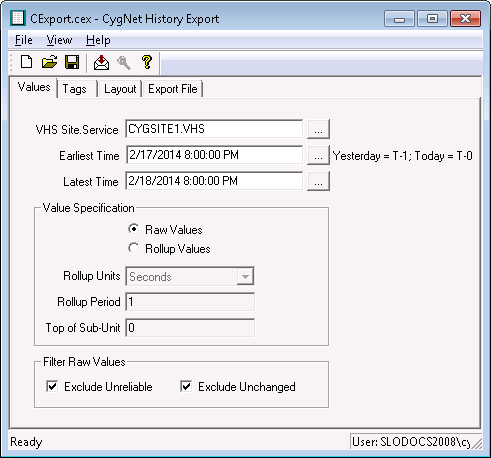 CExport.cex - CygNet History Export
File View Help
Values Tags Layout Export File
VHS Site.Service CYGSITE1.VHS ...
Earliest Time 2/17/2014 8:00:00 PM ... Yesterday = T-1; Today = T-0
Latest Time 2/18/2014 8:00:00 PM ...
Value Specification
Raw Values
Rollup Values
Rollup Units Seconds
Rollup Period 1
Top of Sub-Unit 0
Filter Raw Values
Exclude Unreliable Exclude Unchanged
Ready User: SLODOCS2008\cy